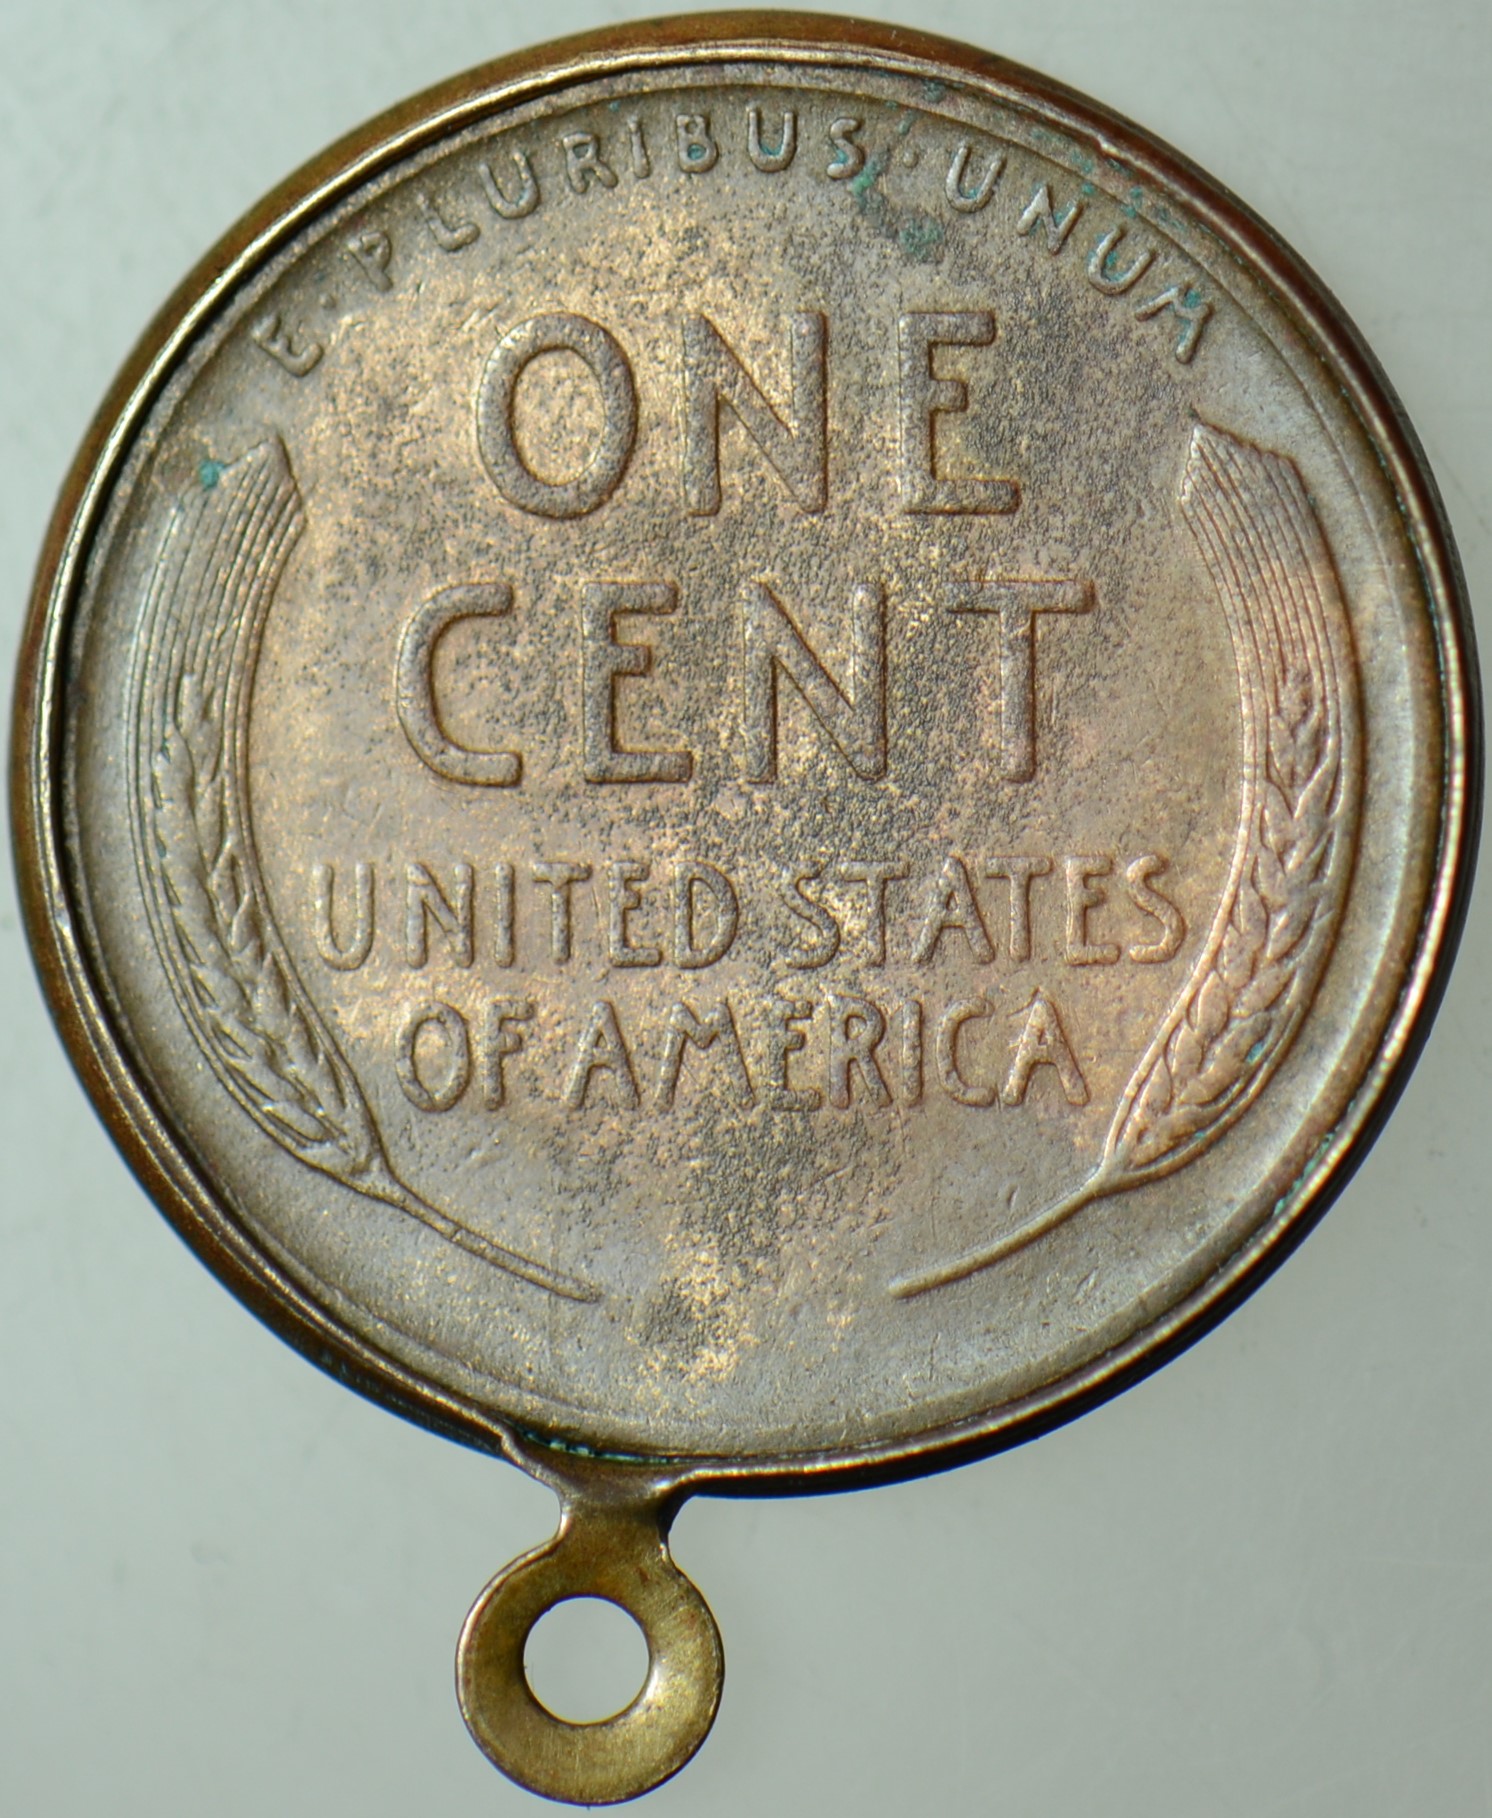 E·PLURIBUS·UNUM
ONE
CENT
UNITED STATES
OF AMERICA